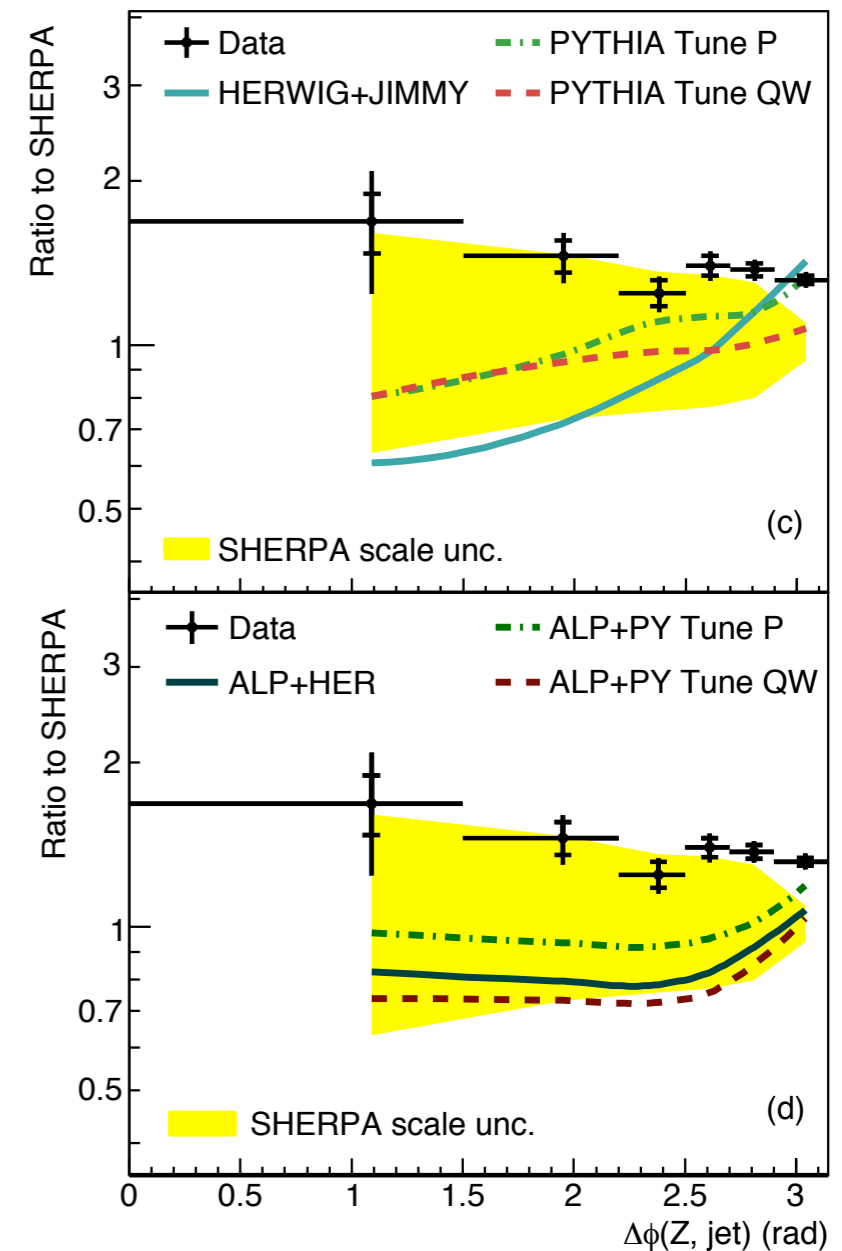 Ratio to SHERPA
Data
PYTHIA Tune P
HERWIG+JIMMY
PYTHIA Tune QW
3
2
1
0.7
0.5
(c)
SHERPA scale unc.
Ratio to SHERPA
Data
ALP+PY Tune P
ALP+HER
ALP+PY Tune QW
3
2
1
0.7
0.5
(d)
SHERPA scale unc.
0 0.5 1 1.5 2 2.5 3
Δϕ(Z, jet) (rad)